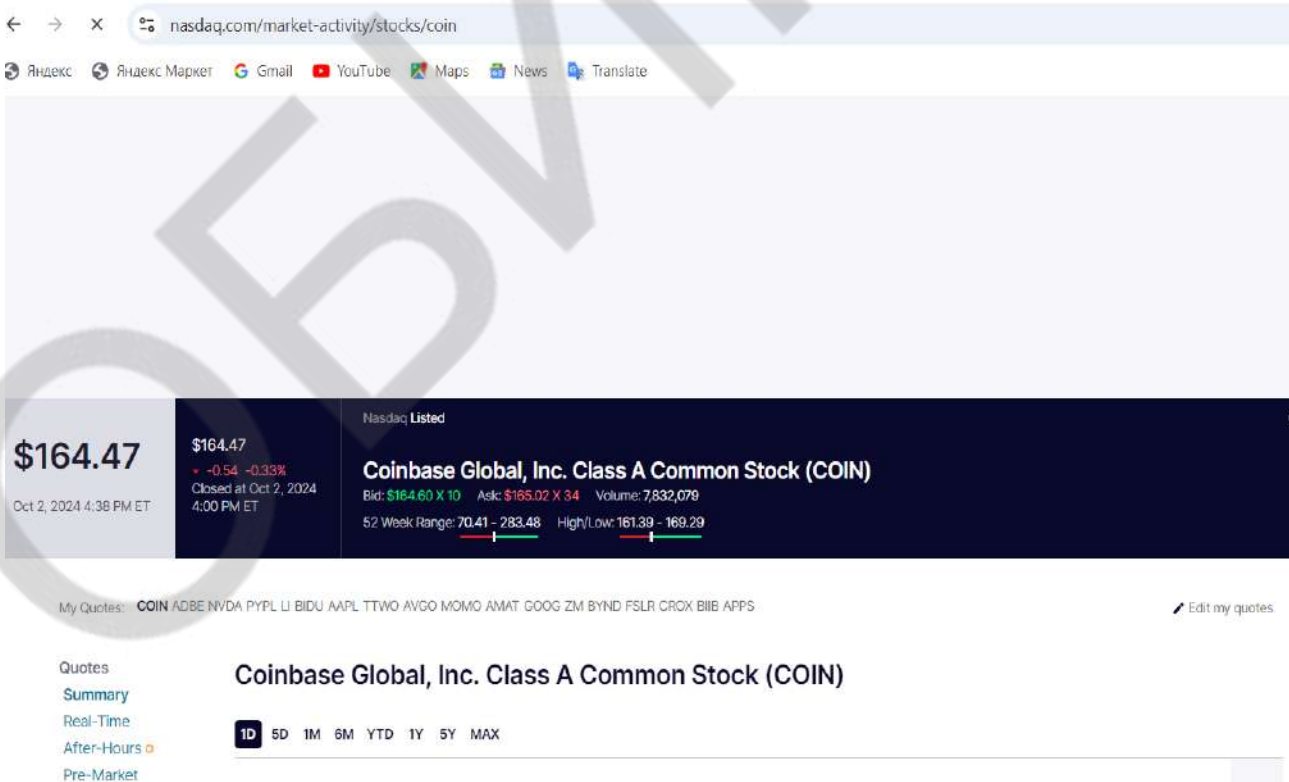 nasdaq.com/market-activity/stocks/coin
Яндекс Яндекс Маркет Gmail YouTube Maps News Translate
Nasdaq Listed
$164.47
Oct 2, 2024 4:38 PM ET
$164.47
-0.54 -0.33%
Closed at Oct 2, 2024
4:00 PM ET
Coinbase Global, Inc. Class A Common Stock (COIN)
Bid: $164.60 X 10 Ask: $165.02 X 34 Volume: 7,832,079
52 Week Range: 70.41 - 283.48 High/Low: 161.39 - 169.29
My Quotes: COIN ADBE NVDA PYPL LI BIDU AAPL TTWO AVGO MOMO AMAT GOOG ZM BYND FSLR CROX BIIB APPS
Edit my quotes
Quotes
Summary
Real-Time
After-Hours
Pre-Market
Coinbase Global, Inc. Class A Common Stock (COIN)
1D 5D 1M 6M YTD 1Y 5Y MAX